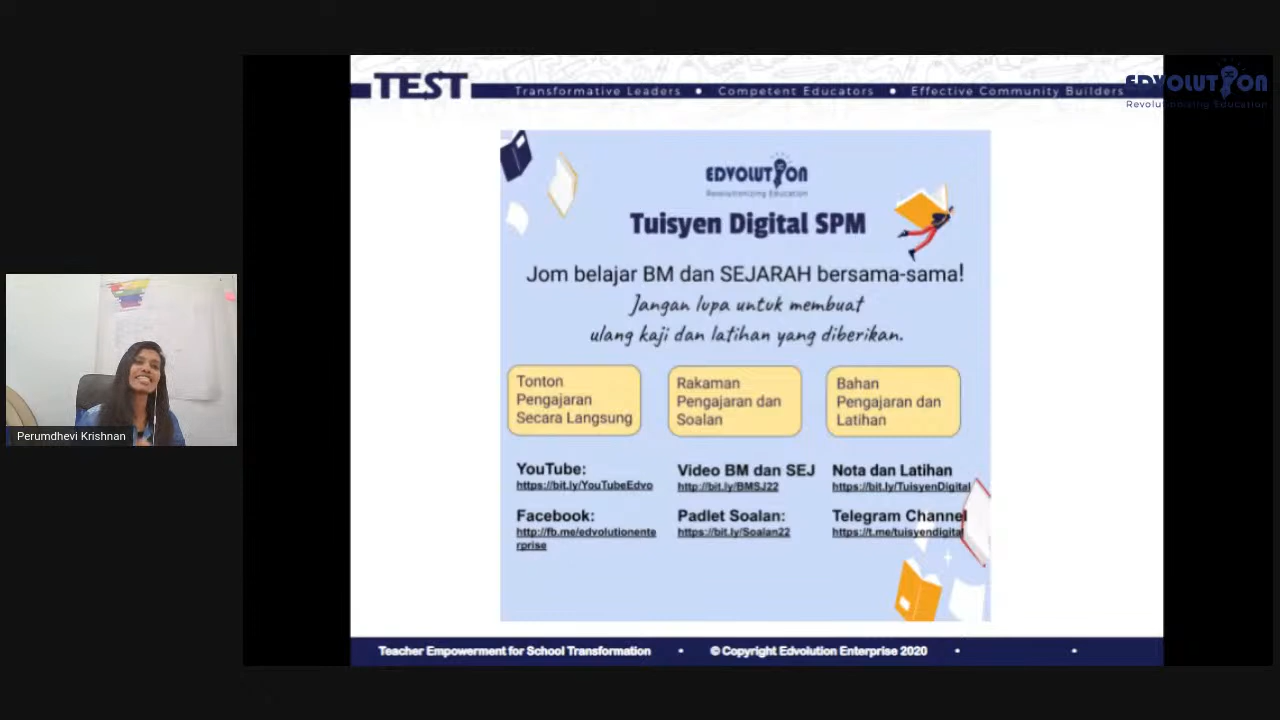 TEST
Transformative Leaders • Competent Educators • Effective Community Builders
EDVOLUTION
Revolutionizing Education
EDVOLUTION
Revolutionizing Education
Tuisyen Digital SPM
Jom belajar BM dan SEJARAH bersama-sama!
Jangan lupa untuk membuat
ulang kaji dan latihan yang diberikan.
Tonton
Pengajaran
Secara Langsung
Rakaman
Pengajaran dan
Soalan
Bahan
Pengajaran dan
Latihan
YouTube:
https://bit.ly/YouTubeEdvo
Facebook:
http://fb.me/edvolutionente
rprise
Video BM dan SEJ
http://bit.ly/BMSJ22
Padlet Soalan:
https://bit.ly/Soalan22
Nota dan Latihan
https://bit.ly/TuisyenDigital
Telegram Channel
https://t.me/tuisyendigital
Perumdhevi Krishnan
Teacher Empowerment for School Transformation • © Copyright Edvolution Enterprise 2020 • •